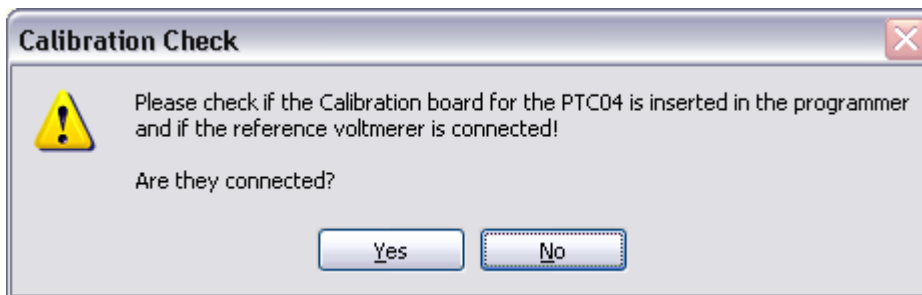 Calibration Check
Please check if the Calibration board for the PTC04 is inserted in the programmer
and if the reference voltmerer is connected!
Are they connected?
Yes
No